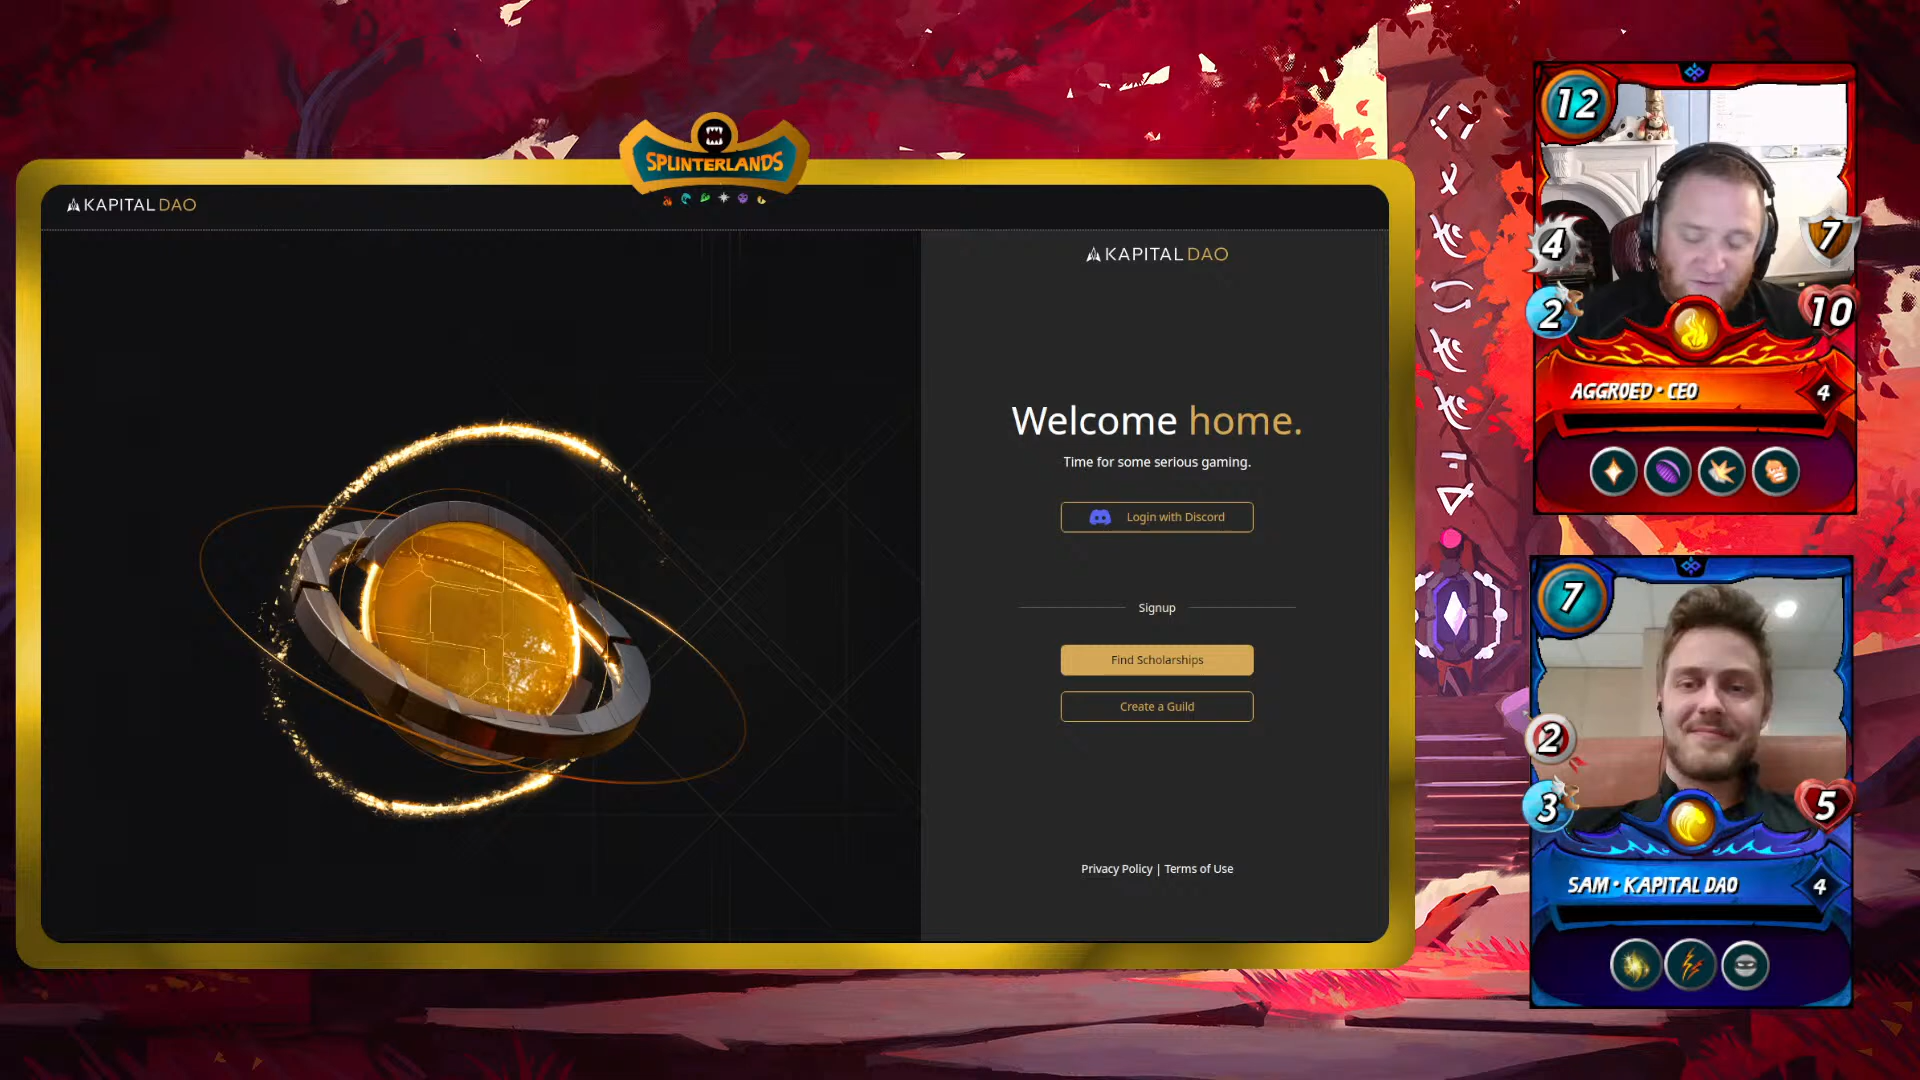 SPLINTERLANDS
KAPITAL DAO
KAPITAL DAO
Welcome home.
Time for some serious gaming.
Login with Discord
Signup
Find Scholarships
Create a Guild
Privacy Policy | Terms of Use
12
4
7
2
10
AGGROED • CEO
4
7
2
3
5
SAM • KAPITAL DAO
4